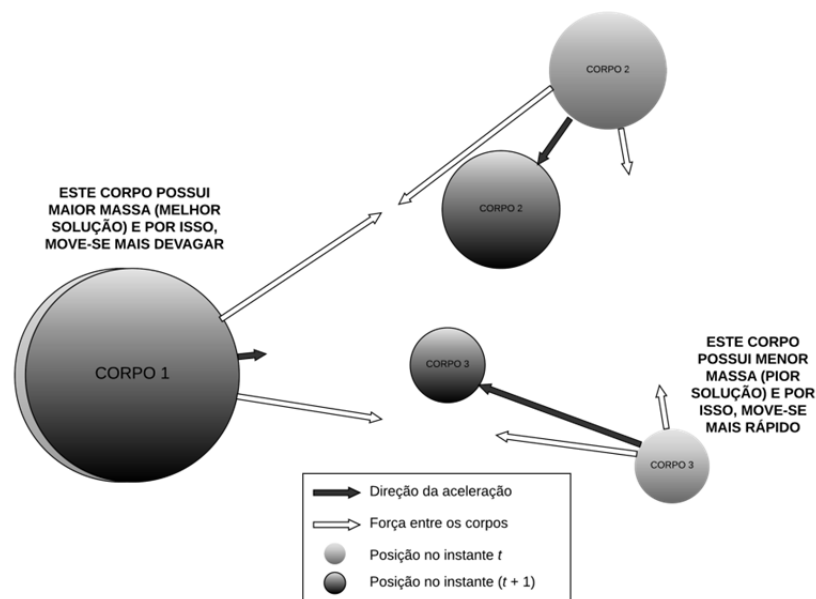 CORPO 2
CORPO 2
ESTE CORPO POSSUI
MAIOR MASSA (MELHOR
SOLUÇÃO) E POR ISSO,
MOVE-SE MAIS DEVAGAR
CORPO 1
CORPO 3
ESTE CORPO
POSSUI MENOR
MASSA (PIOR
SOLUÇÃO) E POR
ISSO, MOVE-SE
MAIS RÁPIDO
CORPO 3
Direção da aceleração
Força entre os corpos
Posição no instante t
Posição no instante (t + 1)